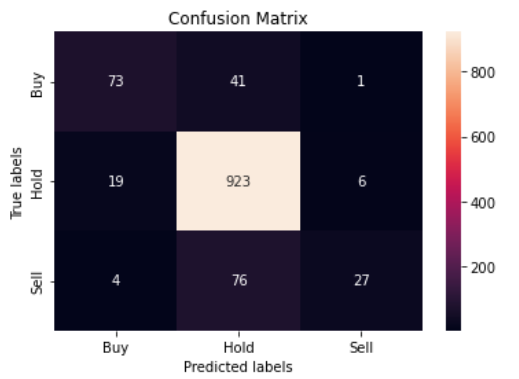 Confusion Matrix
Buy 73 41 1
Hold 19 923 6
Sell 4 76 27
Buy Hold Sell
Predicted labels
True labels
800
600
400
200